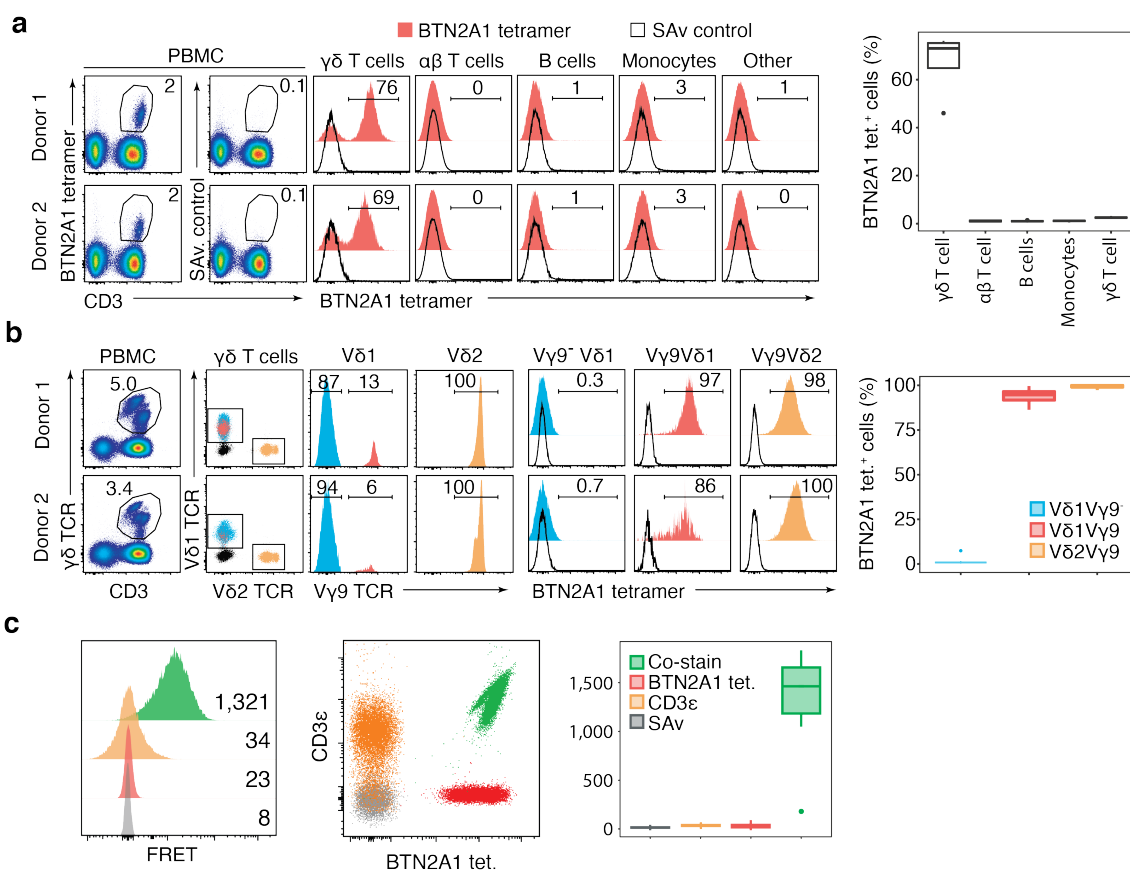 a
BTN2A1 tetramer SAv control
PBMC γδ T cells αβ T cells B cells Monocytes Other
Donor 1
BTN2A1 tetramer
SAv control
2 0.1 76 0 1 3 1
Donor 2
2 0.1 69 0 1 3 0
CD3 BTN2A1 tetramer
BTN2A1 tet.⁺ cells (%)
60
40
20
0
γδ T cell
αβ T cell
B cells
Monocytes
γδ T cell
b
PBMC γδ T cells Vδ1 Vδ2 Vγ9⁻ Vδ1 Vγ9Vδ1 Vγ9Vδ2
Donor 1
5.0 87 13 100 0.3 97 98
Donor 2
3.4 94 6 100 0.7 86 100
γδ TCR
Vδ1 TCR
CD3 Vδ2 TCR Vγ9 TCR BTN2A1 tetramer
BTN2A1 tet.⁺ cells (%)
100
75
50
25
0
Vδ1Vγ9⁻
Vδ1Vγ9
Vδ2Vγ9
c
1,321
34
23
8
FRET
CD3ε
BTN2A1 tet.
Co-stain
BTN2A1 tet.
CD3ε
SAv
1,500
1,000
500
0